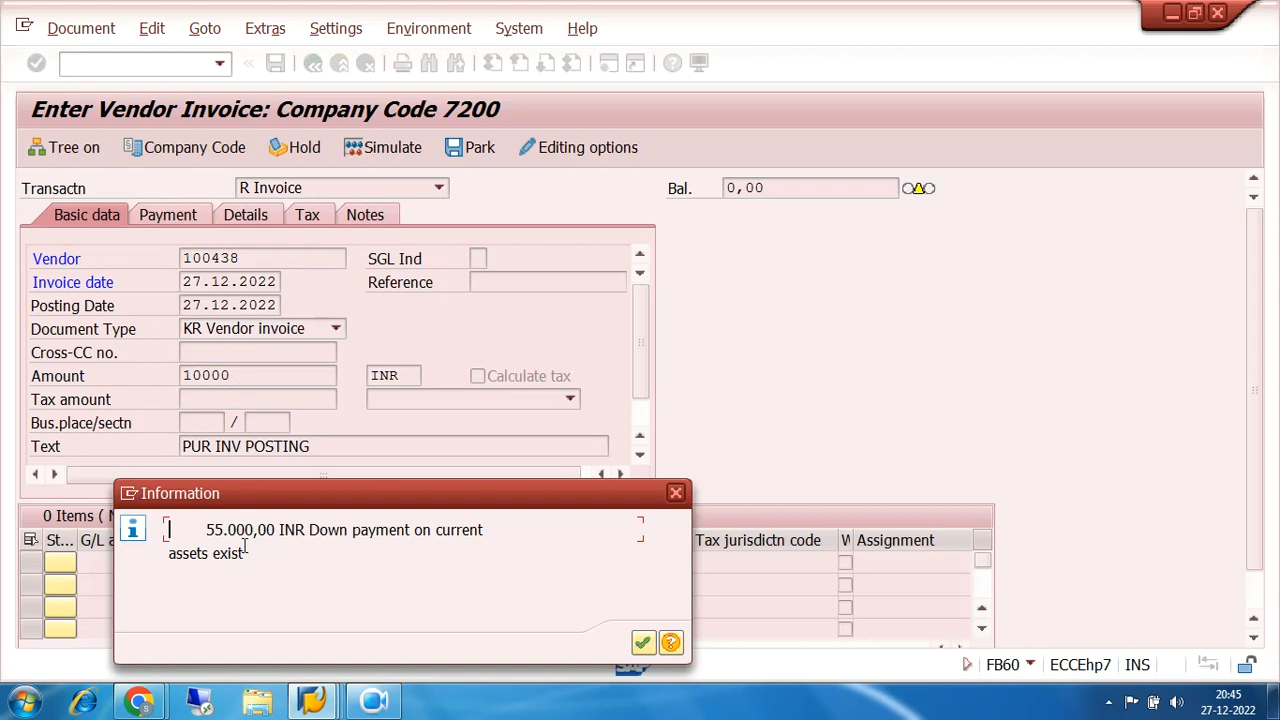 Document Edit Goto Extras Settings Environment System Help
Enter Vendor Invoice: Company Code 7200
Tree on Company Code Hold Simulate Park Editing options
Transactn R Invoice Bal. 0,00
Basic data Payment Details Tax Notes
Vendor 100438 SGL Ind
Invoice date 27.12.2022 Reference
Posting Date 27.12.2022
Document Type KR Vendor invoice
Cross-CC no.
Amount 10000 INR Calculate tax
Tax amount
Bus.place/sectn /
Text PUR INV POSTING
Information
0 Items (
55.000,00 INR Down payment on current
assets exist
St... G/L Tax jurisdictn code W Assignment
FB60 ECCEhp7 INS
20:45
27-12-2022